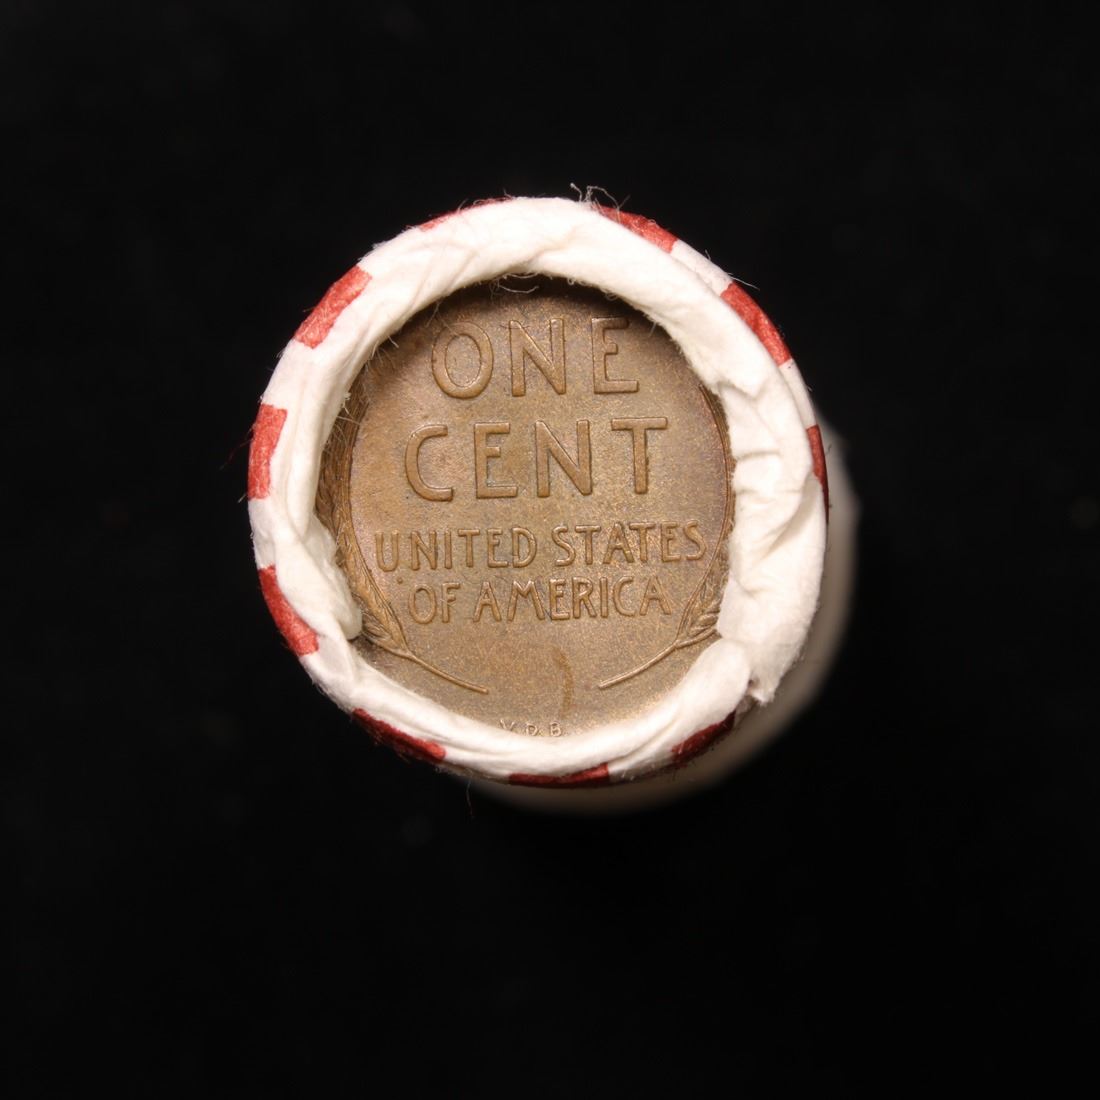 ONE
CENT
UNITED STATES
OF AMERICA
V.D.B.